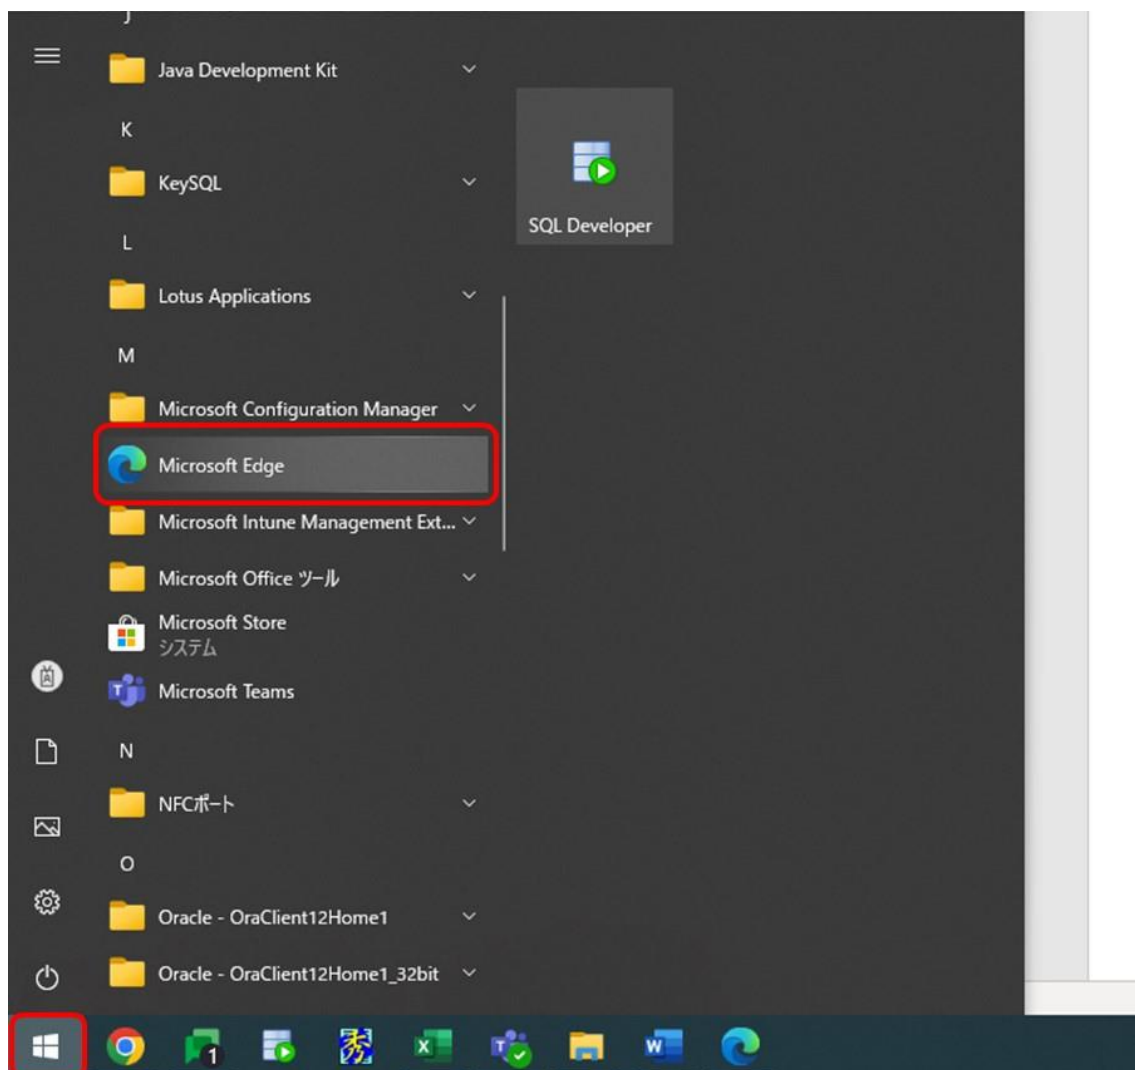 J
Java Development Kit
K
KeySQL
SQL Developer
L
Lotus Applications
M
Microsoft Configuration Manager
Microsoft Edge
Microsoft Intune Management Ext...
Microsoft Office ツール
Microsoft Store
システム
Microsoft Teams
N
NFCポート
O
Oracle - OraClient12Home1
Oracle - OraClient12Home1_32bit
1
秀
X
T
W